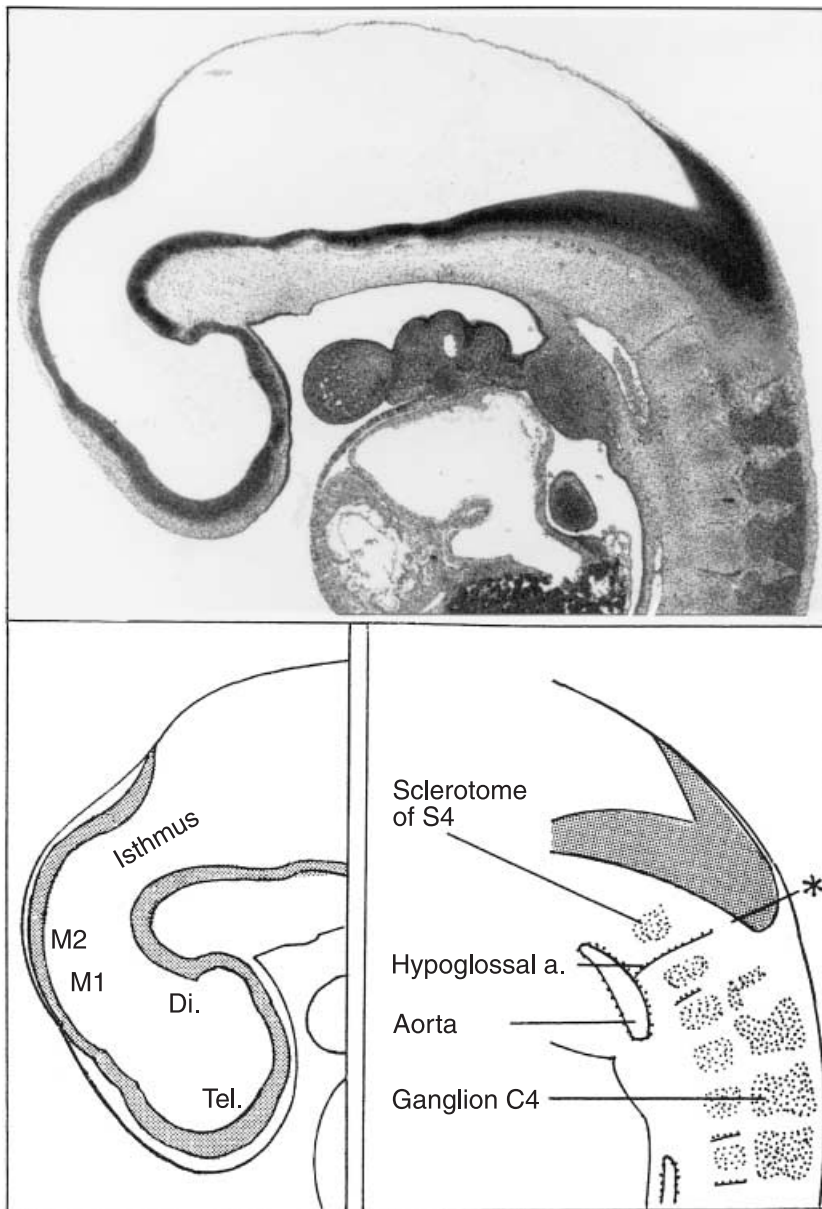 Isthmus
M2
M1
Di.
Tel.
Sclerotome
of S4
*
Hypoglossal a.
Aorta
Ganglion C4